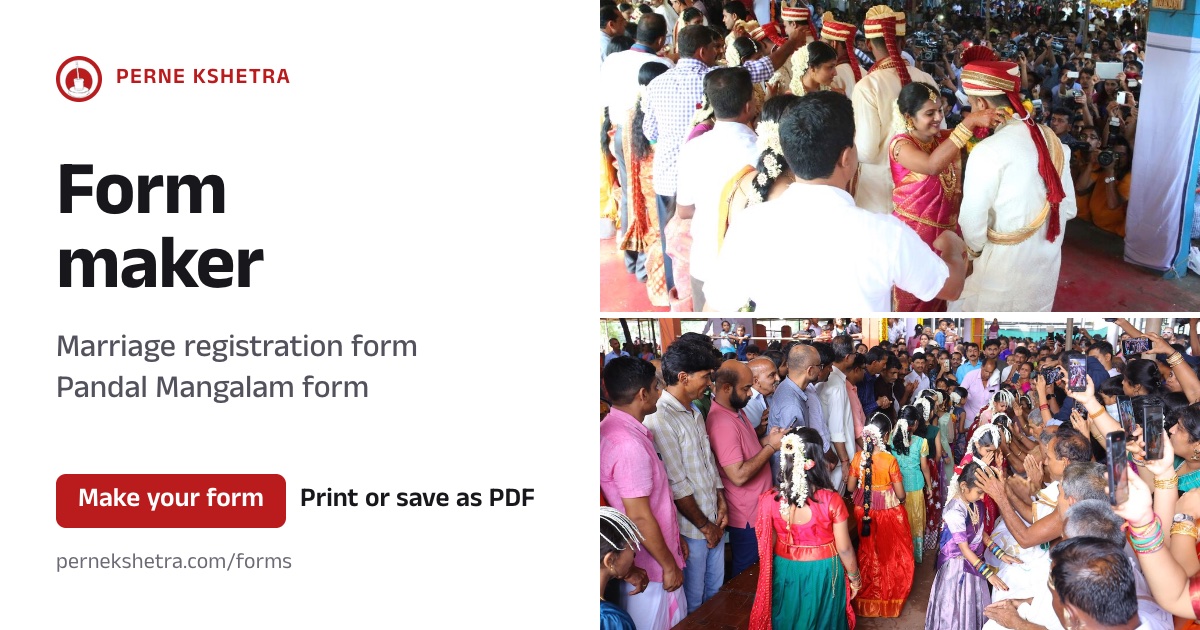 PERNE KSHETRA
Form
maker
Marriage registration form
Pandal Mangalam form
Make your form
Print or save as PDF
pernekshetra.com/forms